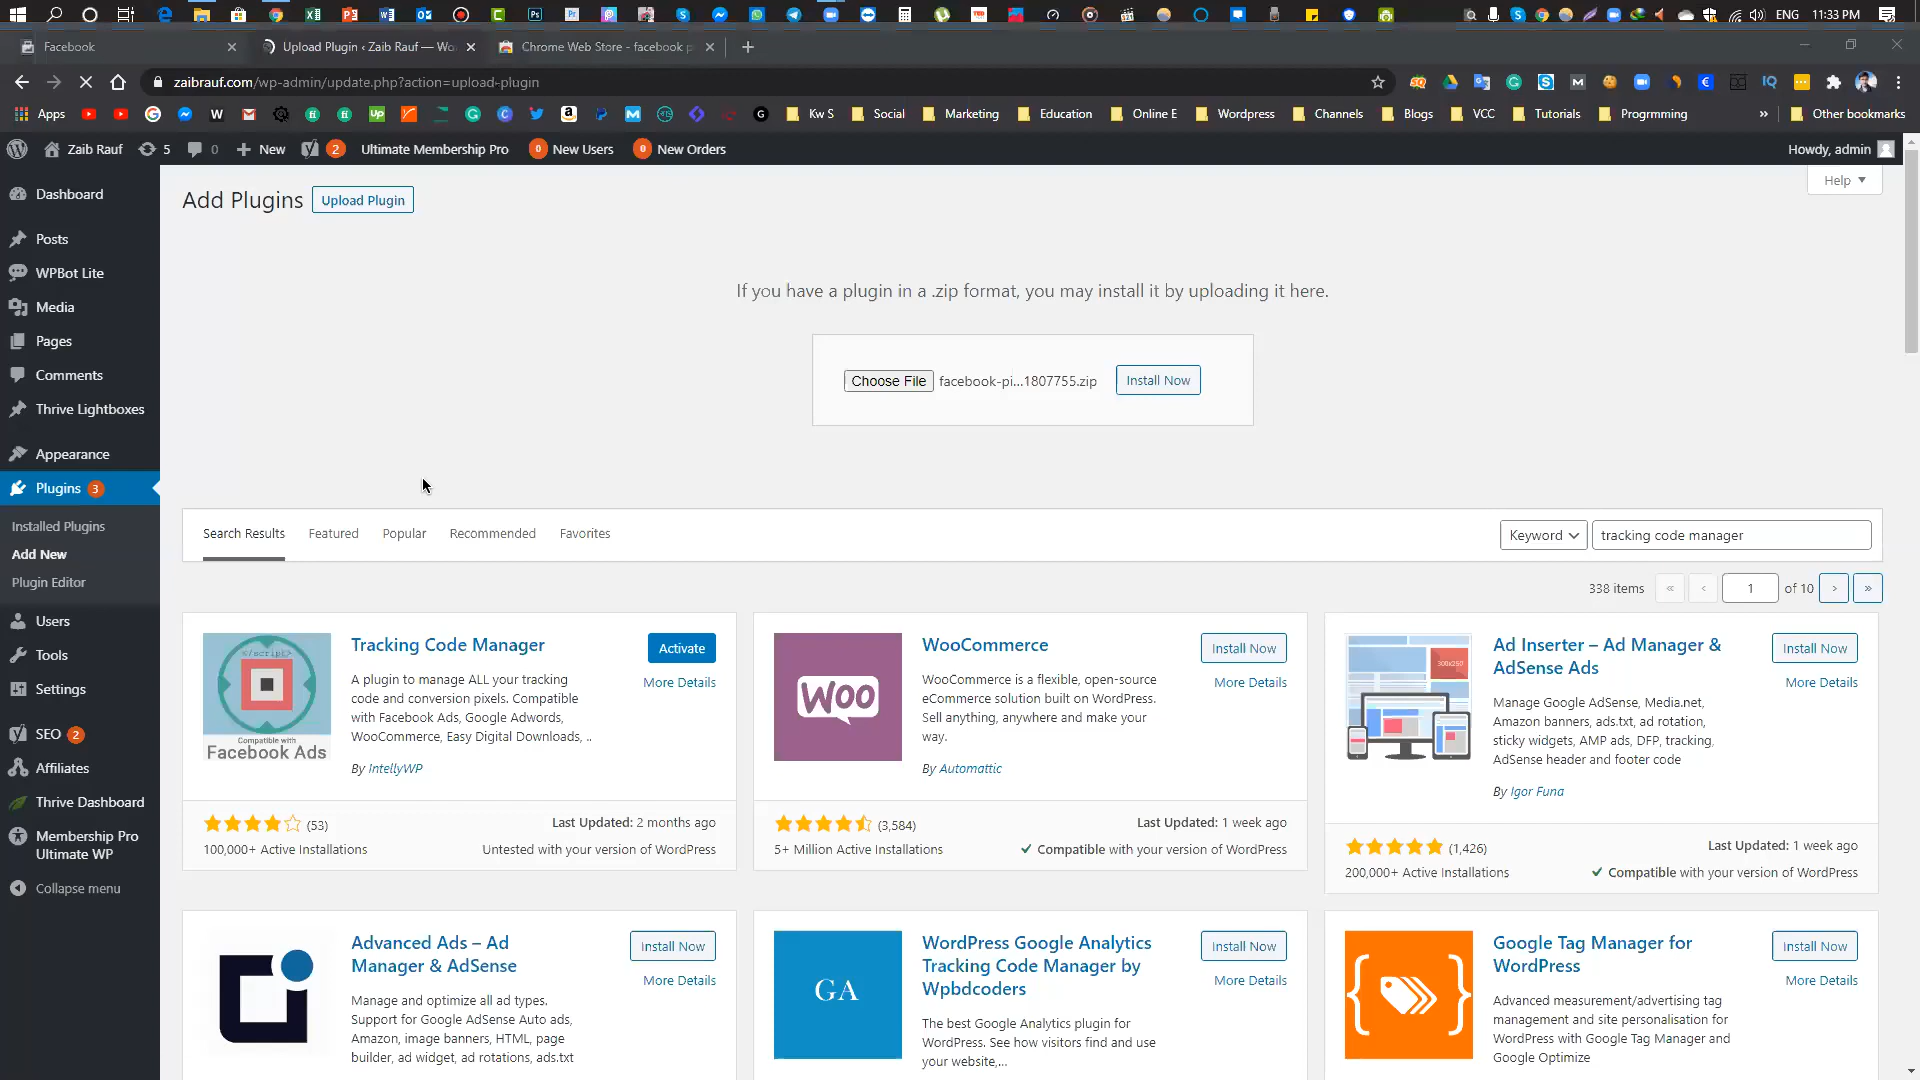 ENG 11:33 PM
Facebook
Upload Plugin ‹ Zaib Rauf — Wo
Chrome Web Store - facebook p
zaibrauf.com/wp-admin/update.php?action=upload-plugin
Apps Kw S Social Marketing Education Online E Wordpress Channels Blogs VCC Tutorials Progrmming » Other bookmarks
Zaib Rauf 5 0 New 2 Ultimate Membership Pro 0 New Users 0 New Orders Howdy, admin
Dashboard
Posts
WPBot Lite
Media
Pages
Comments
Thrive Lightboxes
Appearance
Plugins 3
Installed Plugins
Add New
Plugin Editor
Users
Tools
Settings
SEO 2
Affiliates
Thrive Dashboard
Membership Pro
Ultimate WP
Collapse menu
Help
Add Plugins Upload Plugin
If you have a plugin in a .zip format, you may install it by uploading it here.
Choose File facebook-pi...1807755.zip Install Now
Search Results Featured Popular Recommended Favorites Keyword tracking code manager
338 items « ‹ 1 of 10 › »
Tracking Code Manager
Activate
More Details
A plugin to manage ALL your tracking
code and conversion pixels. Compatible
with Facebook Ads, Google Adwords,
WooCommerce, Easy Digital Downloads, ..
By IntellyWP
</script>
Compatible with
Facebook Ads
(53)
Last Updated: 2 months ago
100,000+ Active Installations
Untested with your version of WordPress
WOO
WooCommerce
Install Now
More Details
WooCommerce is a flexible, open-source
eCommerce solution built on WordPress.
Sell anything, anywhere and make your
way.
By Automattic
(3,584)
Last Updated: 1 week ago
5+ Million Active Installations
Compatible with your version of WordPress
300x250
Ad Inserter – Ad Manager &
AdSense Ads
Install Now
More Details
Manage Google AdSense, Media.net,
Amazon banners, ads.txt, ad rotation,
sticky widgets, AMP ads, DFP, tracking,
AdSense header and footer code
By Igor Funa
(1,426)
Last Updated: 1 week ago
200,000+ Active Installations
Compatible with your version of WordPress
Advanced Ads – Ad
Manager & AdSense
Install Now
More Details
Manage and optimize all ad types.
Support for Google AdSense Auto ads,
Amazon, image banners, HTML, page
builder, ad widget, ad rotations, ads.txt
GA
WordPress Google Analytics
Tracking Code Manager by
Wpbdcoders
Install Now
More Details
The best Google Analytics plugin for
WordPress. See how visitors find and use
your website,...
Google Tag Manager for
WordPress
Install Now
More Details
Advanced measurement/advertising tag
management and site personalisation for
WordPress with Google Tag Manager and
Google Optimize